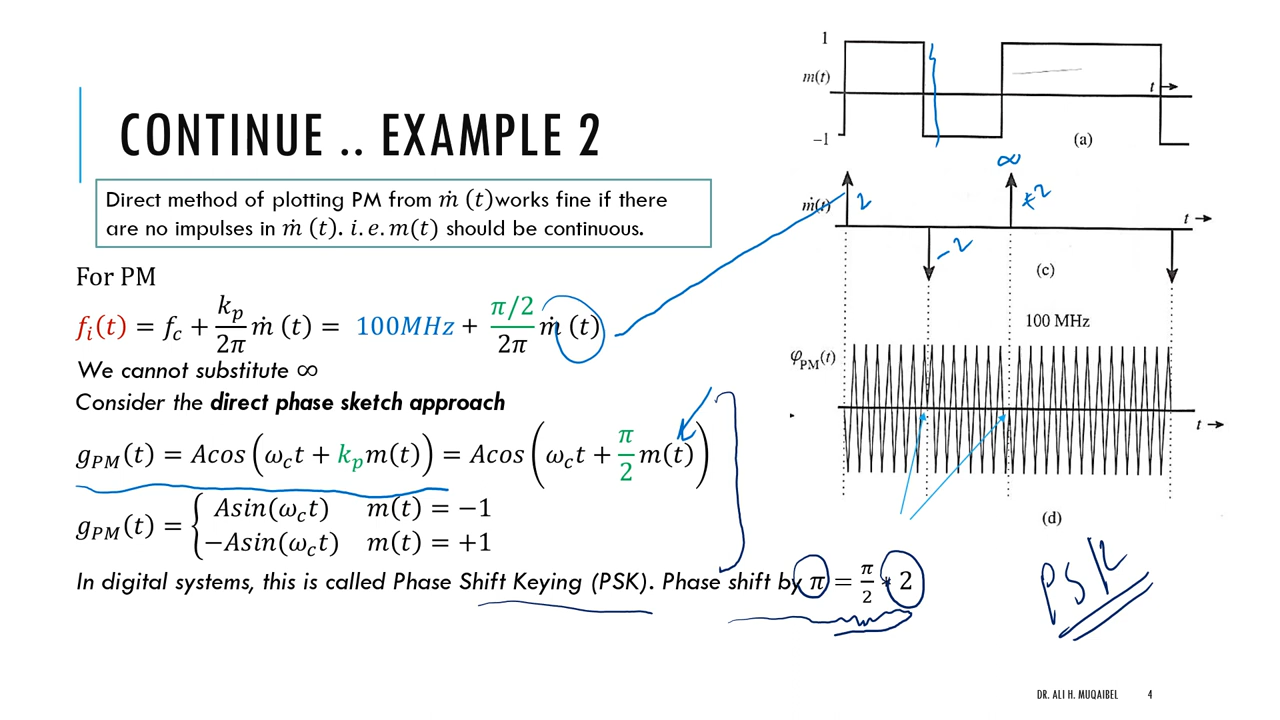 CONTINUE .. EXAMPLE 2
Direct method of plotting PM from ṁ (t)works fine if there
are no impulses in ṁ (t). i.e.m(t) should be continuous.
For PM
fᵢ(t) = f_c + k_p/2π ṁ (t) = 100MHz + π/2/2π ṁ (t)
We cannot substitute ∞
Consider the direct phase sketch approach
g_PM(t) = Acos(ω_c t + k_p m(t)) = Acos(ω_c t + π/2 m(t))
g_PM(t) = { Asin(ω_c t) m(t) = −1
−Asin(ω_c t) m(t) = +1
In digital systems, this is called Phase Shift Keying (PSK). Phase shift by π = π/2 * 2
1
m(t)
t
−1
(a)
∞
ṁ(t)
2
-2
+2
t
(c)
100 MHz
φ_PM(t)
t
(d)
PSK
DR. ALI H. MUQAIBEL 4